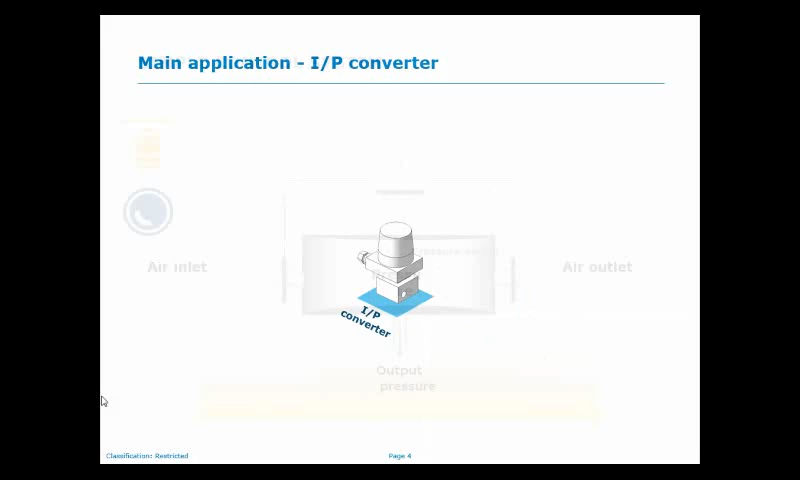 Main application - I/P converter
Air inlet
Air outlet
I/P
converter
Output
pressure
Classification: Restricted
Page 4